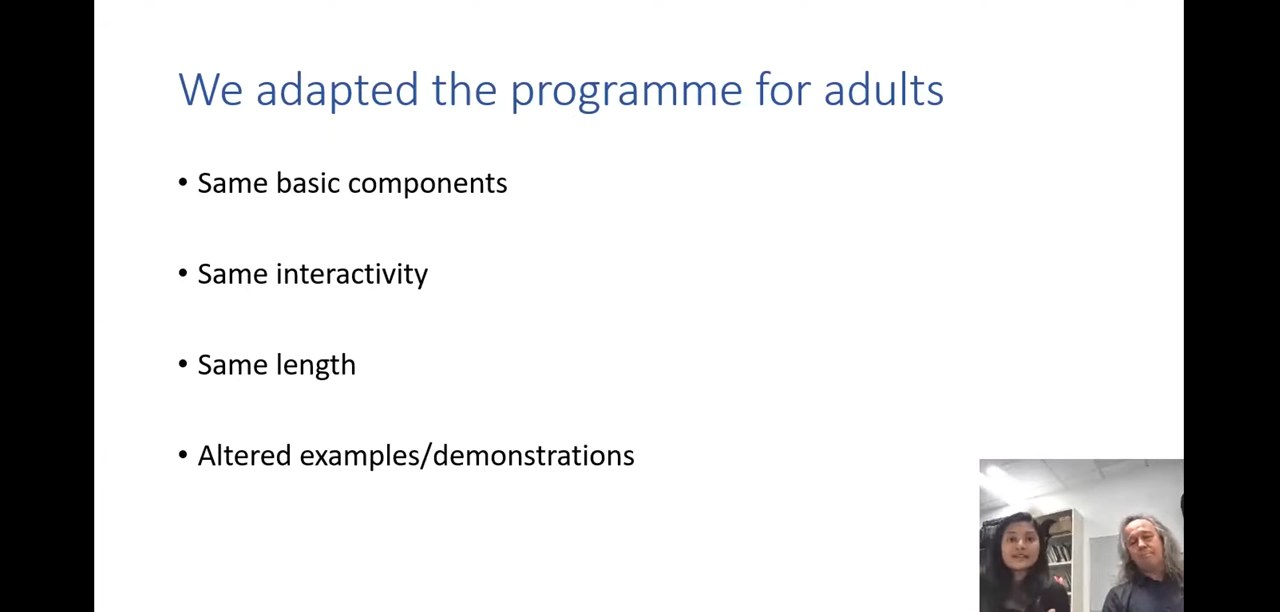 We adapted the programme for adults
• Same basic components
• Same interactivity
• Same length
• Altered examples/demonstrations